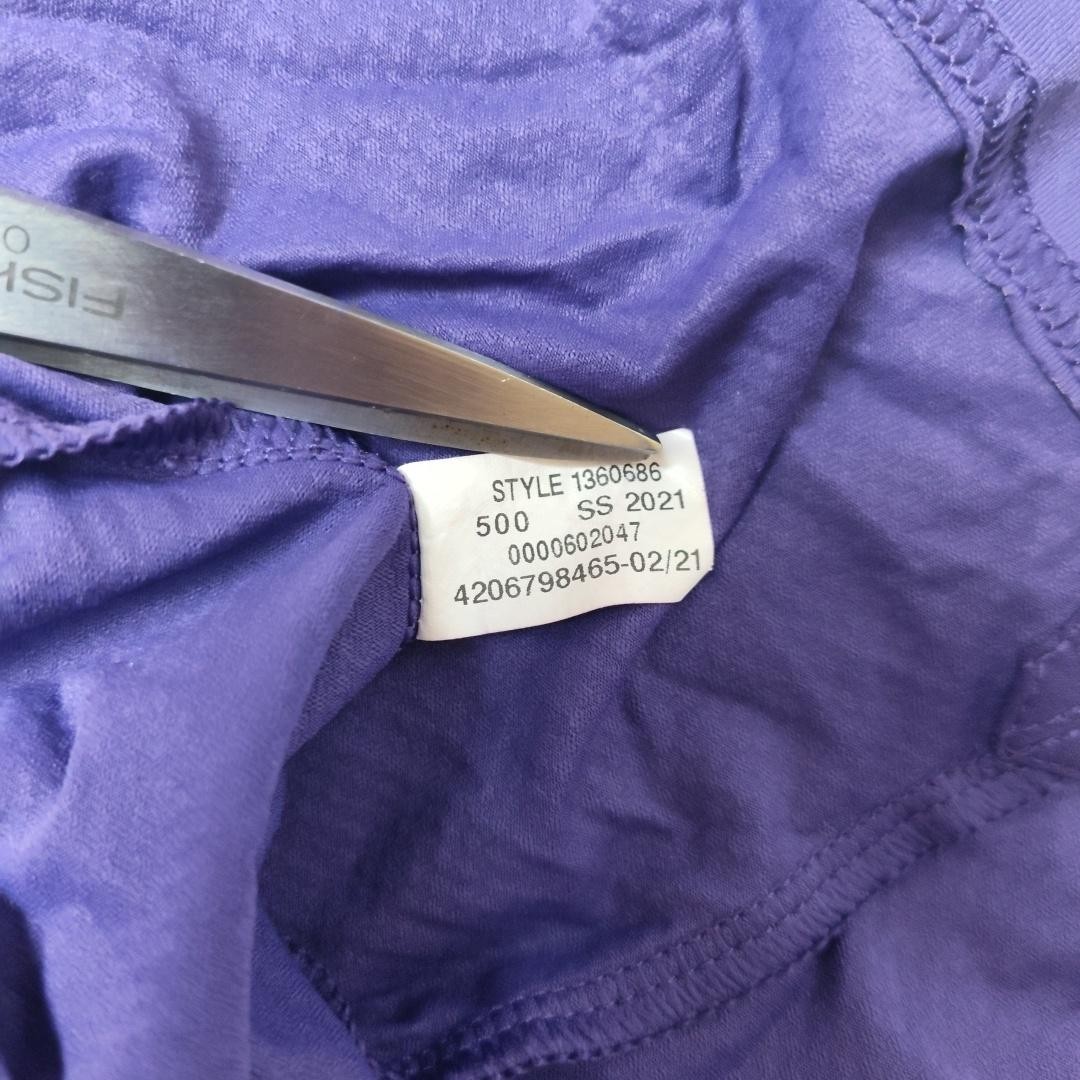 FISK
O
STYLE 1360686
500 SS 2021
0000602047
4206798465-02/21